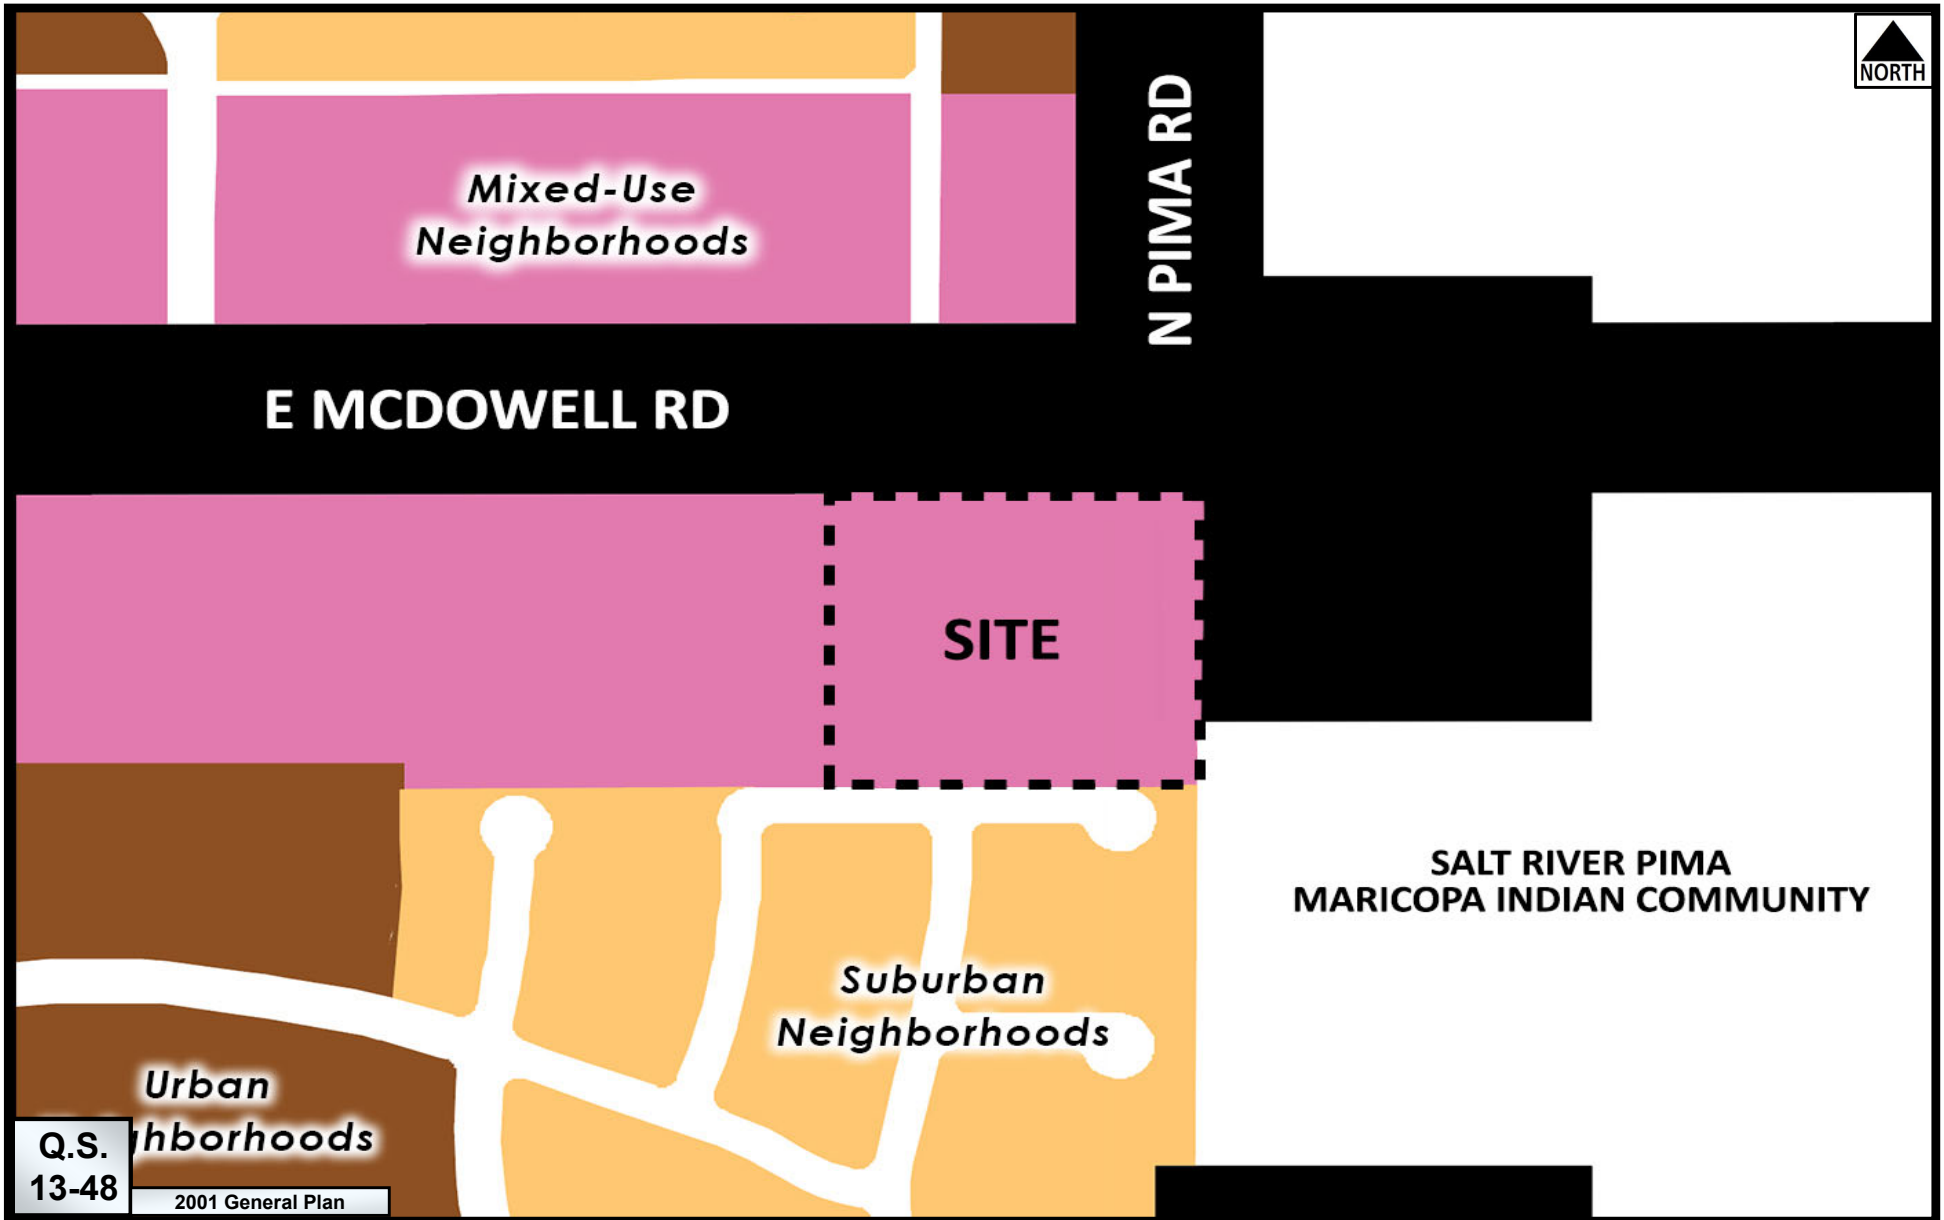 NORTH
N PIMA RD
Mixed-Use
Neighborhoods
E MCDOWELL RD
SITE
SALT RIVER PIMA
MARICOPA INDIAN COMMUNITY
Suburban
Neighborhoods
Urban
ghborhoods
Q.S.
13-48
2001 General Plan